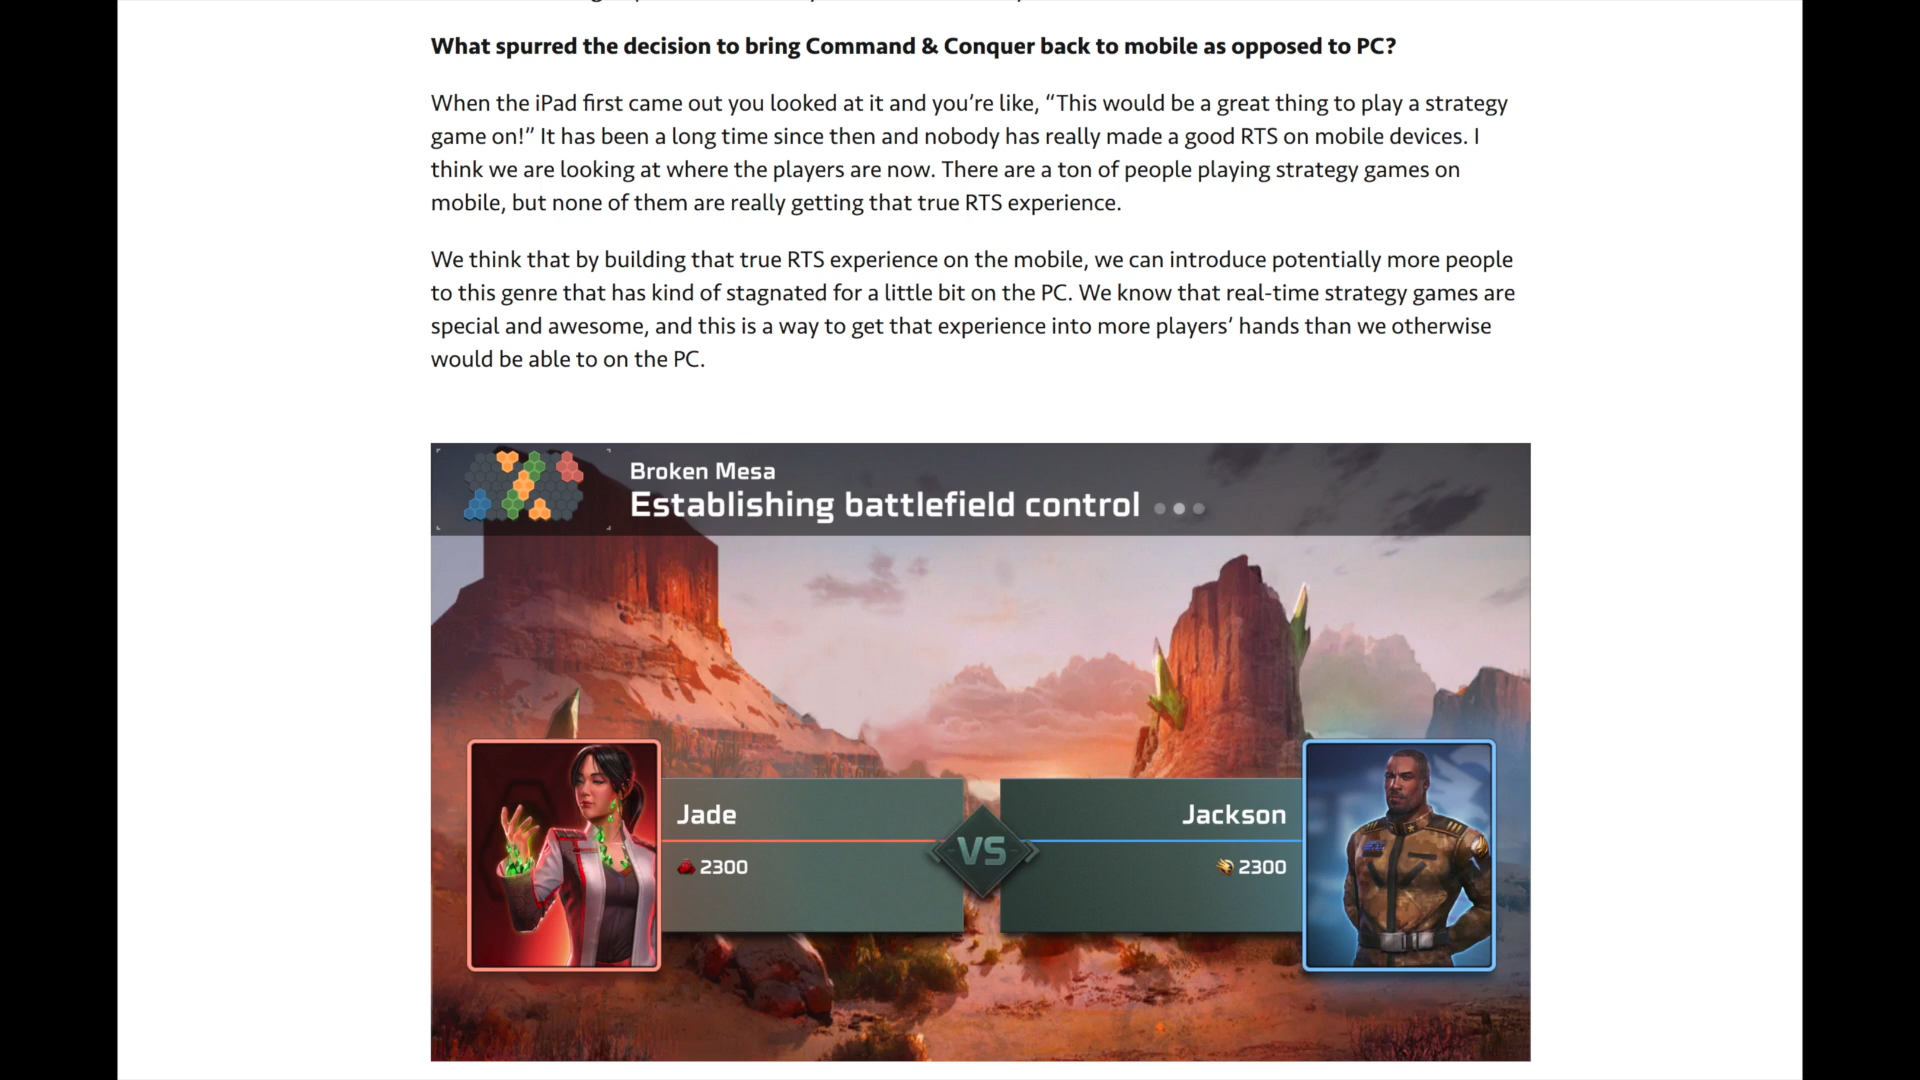 What spurred the decision to bring Command & Conquer back to mobile as opposed to PC?
When the iPad first came out you looked at it and you’re like, “This would be a great thing to play a strategy
game on!” It has been a long time since then and nobody has really made a good RTS on mobile devices. I
think we are looking at where the players are now. There are a ton of people playing strategy games on
mobile, but none of them are really getting that true RTS experience.
We think that by building that true RTS experience on the mobile, we can introduce potentially more people
to this genre that has kind of stagnated for a little bit on the PC. We know that real-time strategy games are
special and awesome, and this is a way to get that experience into more players’ hands than we otherwise
would be able to on the PC.
Broken Mesa
Establishing battlefield control
Jade
2300
VS
Jackson
2300